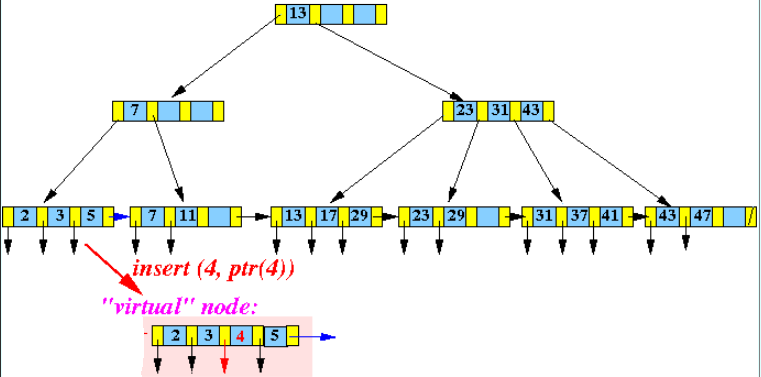 13
7
23 31 43
2 3 5 7 11 13 17 29 23 29 31 37 41 43 47 /
insert (4, ptr(4))
"virtual" node:
2 3 4 5